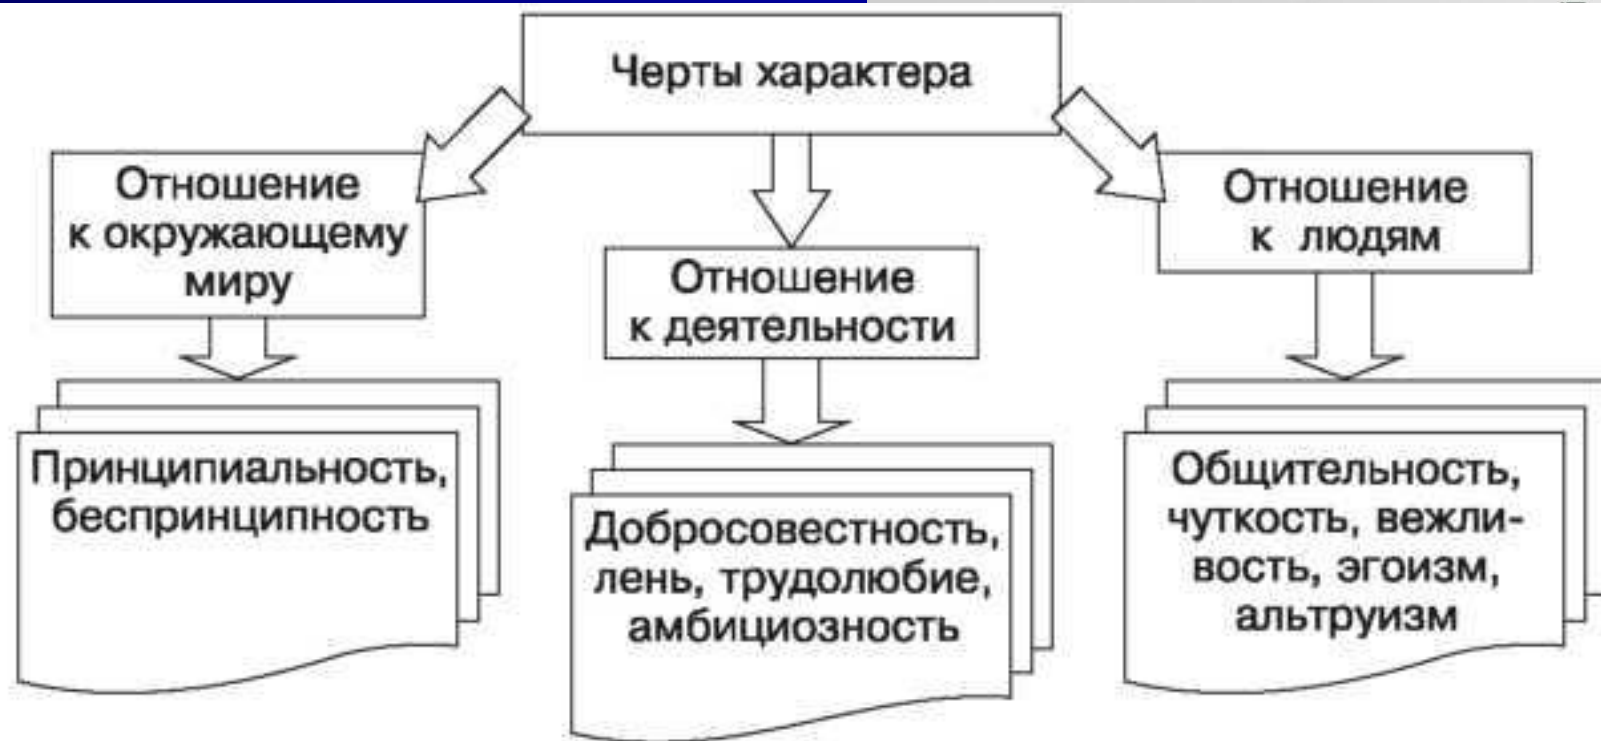 Черты характера
Отношение
к окружающему
миру
Отношение
к деятельности
Отношение
к людям
Принципиальность,
беспринципность
Добросовестность,
лень, трудолюбие,
амбициозность
Общительность,
чуткость, вежли-
вость, эгоизм,
альтруизм